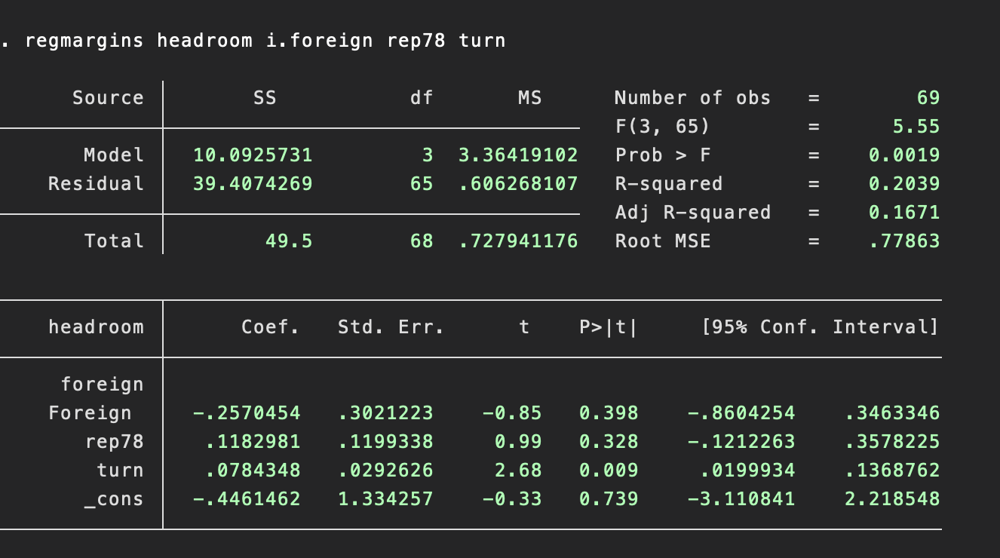 . regmargins headroom i.foreign rep78 turn
Source SS df MS Number of obs = 69
F(3, 65) = 5.55
Model 10.0925731 3 3.36419102 Prob > F = 0.0019
Residual 39.4074269 65 .606268107 R-squared = 0.2039
Adj R-squared = 0.1671
Total 49.5 68 .727941176 Root MSE = .77863
headroom Coef. Std. Err. t P>|t| [95% Conf. Interval]
foreign
Foreign -.2570454 .3021223 -0.85 0.398 -.8604254 .3463346
rep78 .1182981 .1199338 0.99 0.328 -.1212263 .3578225
turn .0784348 .0292626 2.68 0.009 .0199934 .1368762
_cons -.4461462 1.334257 -0.33 0.739 -3.110841 2.218548